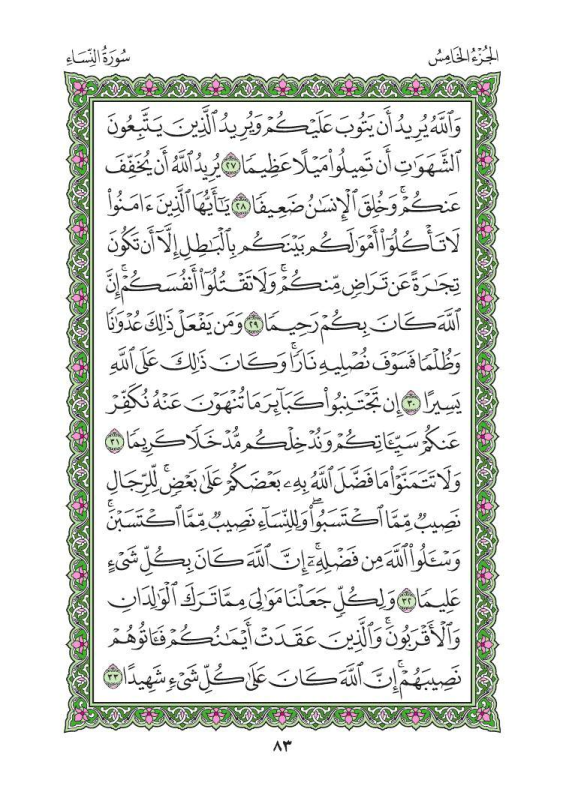 الجُزْءُ الخَامِسُ
سُورَةُ النِّسَاءِ
وَٱللَّهُ يُرِيدُ أَن يَتُوبَ عَلَيْكُمْ وَيُرِيدُ ٱلَّذِينَ يَتَّبِعُونَ
ٱلشَّهَوَٰتِ أَن تَمِيلُوا۟ مَيْلًا عَظِيمًا ٢٧ يُرِيدُ ٱللَّهُ أَن يُخَفِّفَ
عَنكُمْ ۚ وَخُلِقَ ٱلْإِنسَٰنُ ضَعِيفًا ٢٨ يَٰٓأَيُّهَا ٱلَّذِينَ ءَامَنُوا۟
لَا تَأْكُلُوٓا۟ أَمْوَٰلَكُم بَيْنَكُم بِٱلْبَٰطِلِ إِلَّآ أَن تَكُونَ
تِجَٰرَةً عَن تَرَاضٍ مِّنكُمْ ۚ وَلَا تَقْتُلُوٓا۟ أَنفُسَكُمْ ۚ إِنَّ
ٱللَّهَ كَانَ بِكُمْ رَحِيمًا ٢٩ وَمَن يَفْعَلْ ذَٰلِكَ عُدْوَٰنًا
وَظُلْمًا فَسَوْفَ نُصْلِيهِ نَارًا ۚ وَكَانَ ذَٰلِكَ عَلَى ٱللَّهِ
يَسِيرًا ٣٠ إِن تَجْتَنِبُوا۟ كَبَآئِرَ مَا تُنْهَوْنَ عَنْهُ نُكَفِّرْ
عَنكُمْ سَيِّـَٔاتِكُمْ وَنُدْخِلْكُم مُّدْخَلًا كَرِيمًا ٣١
وَلَا تَتَمَنَّوْا۟ مَا فَضَّلَ ٱللَّهُ بِهِۦ بَعْضَكُمْ عَلَىٰ بَعْضٍ ۚ لِّلرِّجَالِ
نَصِيبٌ مِّمَّا ٱكْتَسَبُوا۟ ۖ وَلِلنِّسَآءِ نَصِيبٌ مِّمَّا ٱكْتَسَبْنَ ۚ
وَسْـَٔلُوا۟ ٱللَّهَ مِن فَضْلِهِۦٓ ۗ إِنَّ ٱللَّهَ كَانَ بِكُلِّ شَىْءٍ
عَلِيمًا ٣٢ وَلِكُلٍّ جَعَلْنَا مَوَٰلِىَ مِمَّا تَرَكَ ٱلْوَٰلِدَانِ
وَٱلْأَقْرَبُونَ ۚ وَٱلَّذِينَ عَقَدَتْ أَيْمَٰنُكُمْ فَـَٔاتُوهُمْ
نَصِيبَهُمْ ۚ إِنَّ ٱللَّهَ كَانَ عَلَىٰ كُلِّ شَىْءٍ شَهِيدًا ٣٣
٨٣